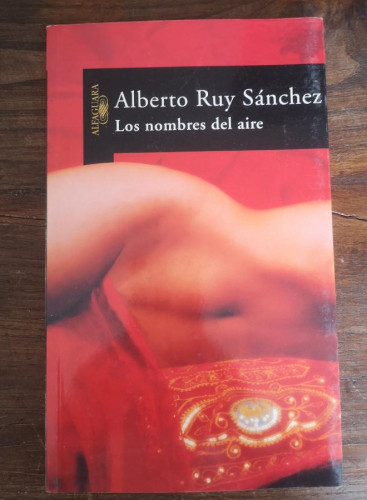 ALFAGUARA
Alberto Ruy Sánchez
Los nombres del aire